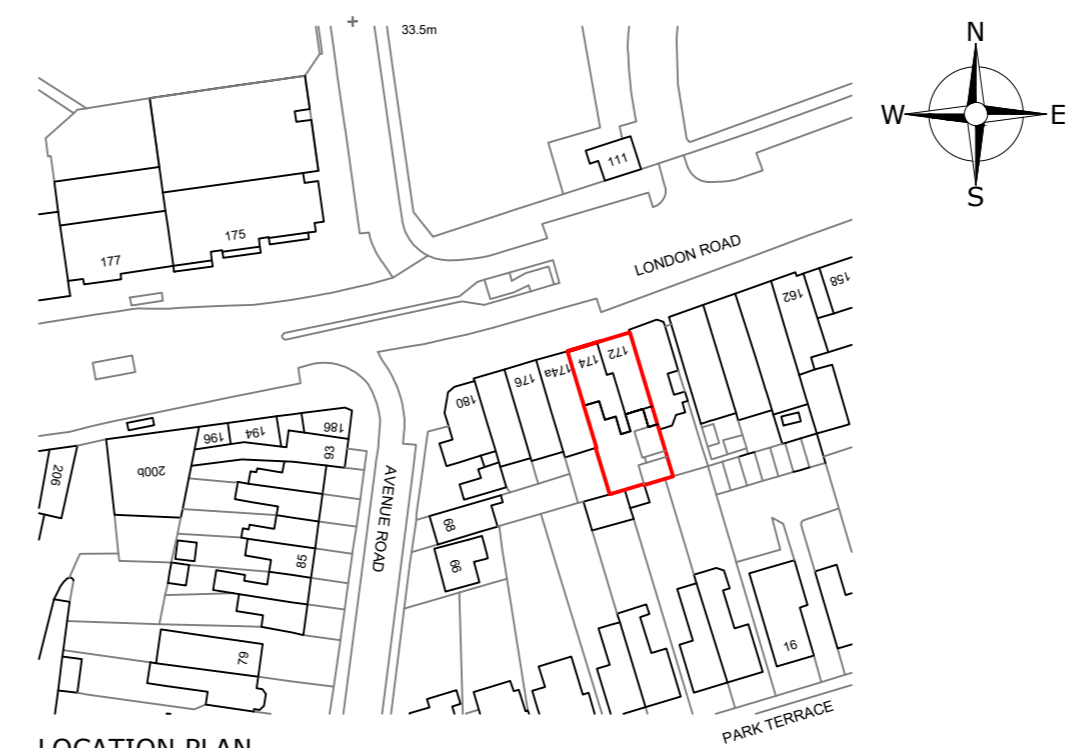 33.5m
N
W
E
S
111
175
177
LONDON ROAD
158
162
172
174
174a
176
180
186
194
196
93
200b
206
AVENUE ROAD
68
66
85
79
16
PARK TERRACE
LOCATION PLAN